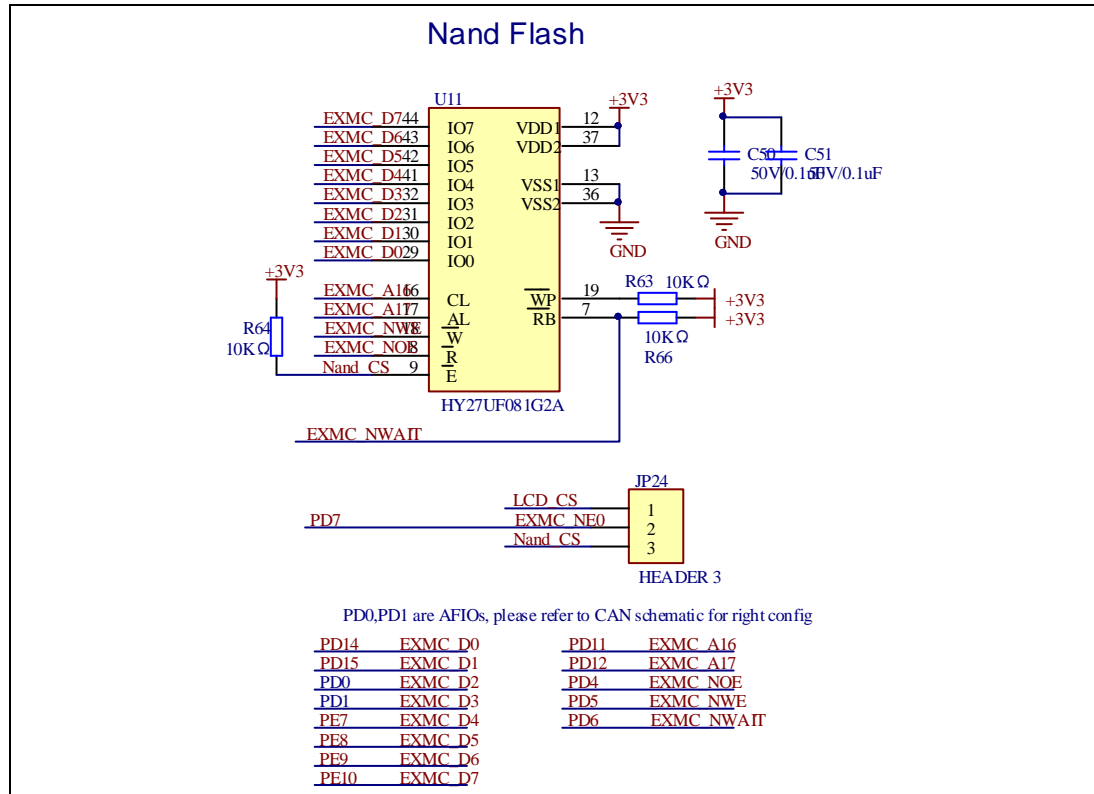 Nand Flash
U11
+3V3
+3V3
EXMC_D7 44 IO7 VDD1 12
EXMC_D6 43 IO6 VDD2 37
EXMC_D5 42 IO5
EXMC_D4 41 IO4 VSS1 13
EXMC_D3 32 IO3 VSS2 36
EXMC_D2 31 IO2
EXMC_D1 30 IO1
EXMC_D0 29 IO0
C50 C51
50V/0.1uF 50V/0.1uF
GND
GND
+3V3
R64
10KΩ
EXMC_A16 16 CL WP 19 R63 10KΩ +3V3
EXMC_A17 17 AL RB 7 10KΩ R66 +3V3
EXMC_NWE 18 W
EXMC_NOE 8 R
Nand_CS 9 E
HY27UF081G2A
EXMC_NWAIT
JP24
LCD_CS 1
PD7 EXMC_NE0 2
Nand_CS 3
HEADER 3
PD0,PD1 are AFIOs, please refer to CAN schematic for right config
PD14 EXMC_D0 PD11 EXMC_A16
PD15 EXMC_D1 PD12 EXMC_A17
PD0 EXMC_D2 PD4 EXMC_NOE
PD1 EXMC_D3 PD5 EXMC_NWE
PE7 EXMC_D4 PD6 EXMC_NWAIT
PE8 EXMC_D5
PE9 EXMC_D6
PE10 EXMC_D7